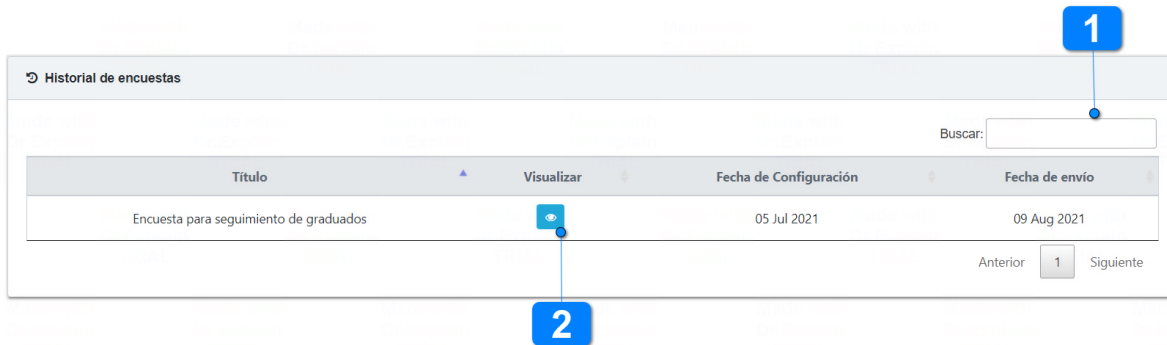 1
Historial de encuestas
Buscar:
Título Visualizar Fecha de Configuración Fecha de envío
Encuesta para seguimiento de graduados 05 Jul 2021 09 Aug 2021
Anterior 1 Siguiente
2